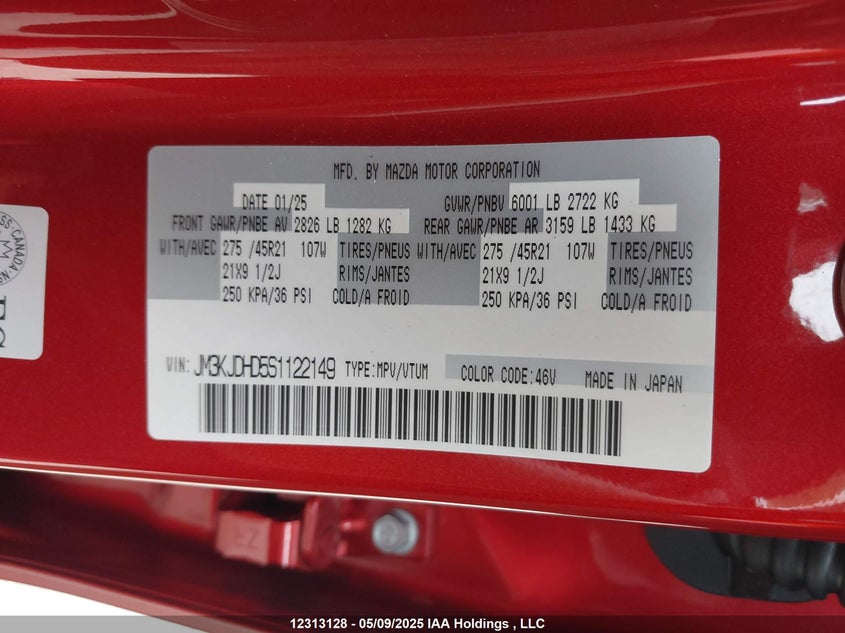 MFD. BY MAZDA MOTOR CORPORATION
DATE 01/25 GVWR/PNBV 6001 LB 2722 KG
FRONT GAWR/PNBE AV 2826 LB 1282 KG REAR GAWR/PNBE AR 3159 LB 1433 KG
WITH/AVEC 275 /45R21 107W TIRES/PNEUS WITH/AVEC 275 /45R21 107W TIRES/PNEUS
21X9 1/2J RIMS/JANTES 21X9 1/2J RIMS/JANTES
250 KPA/36 PSI COLD/A FROID 250 KPA/36 PSI COLD/A FROID
VIN: JM3KJDHD5S1122149 TYPE:MPV/VTUM COLOR CODE:46V MADE IN JAPAN
ZR
12313128 - 05/09/2025 IAA Holdings , LLC